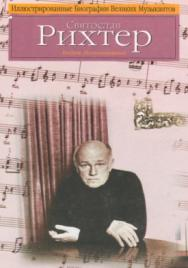 Иллюстрированные биографии Великих Музыкантов
Святослав
РИХТЕР